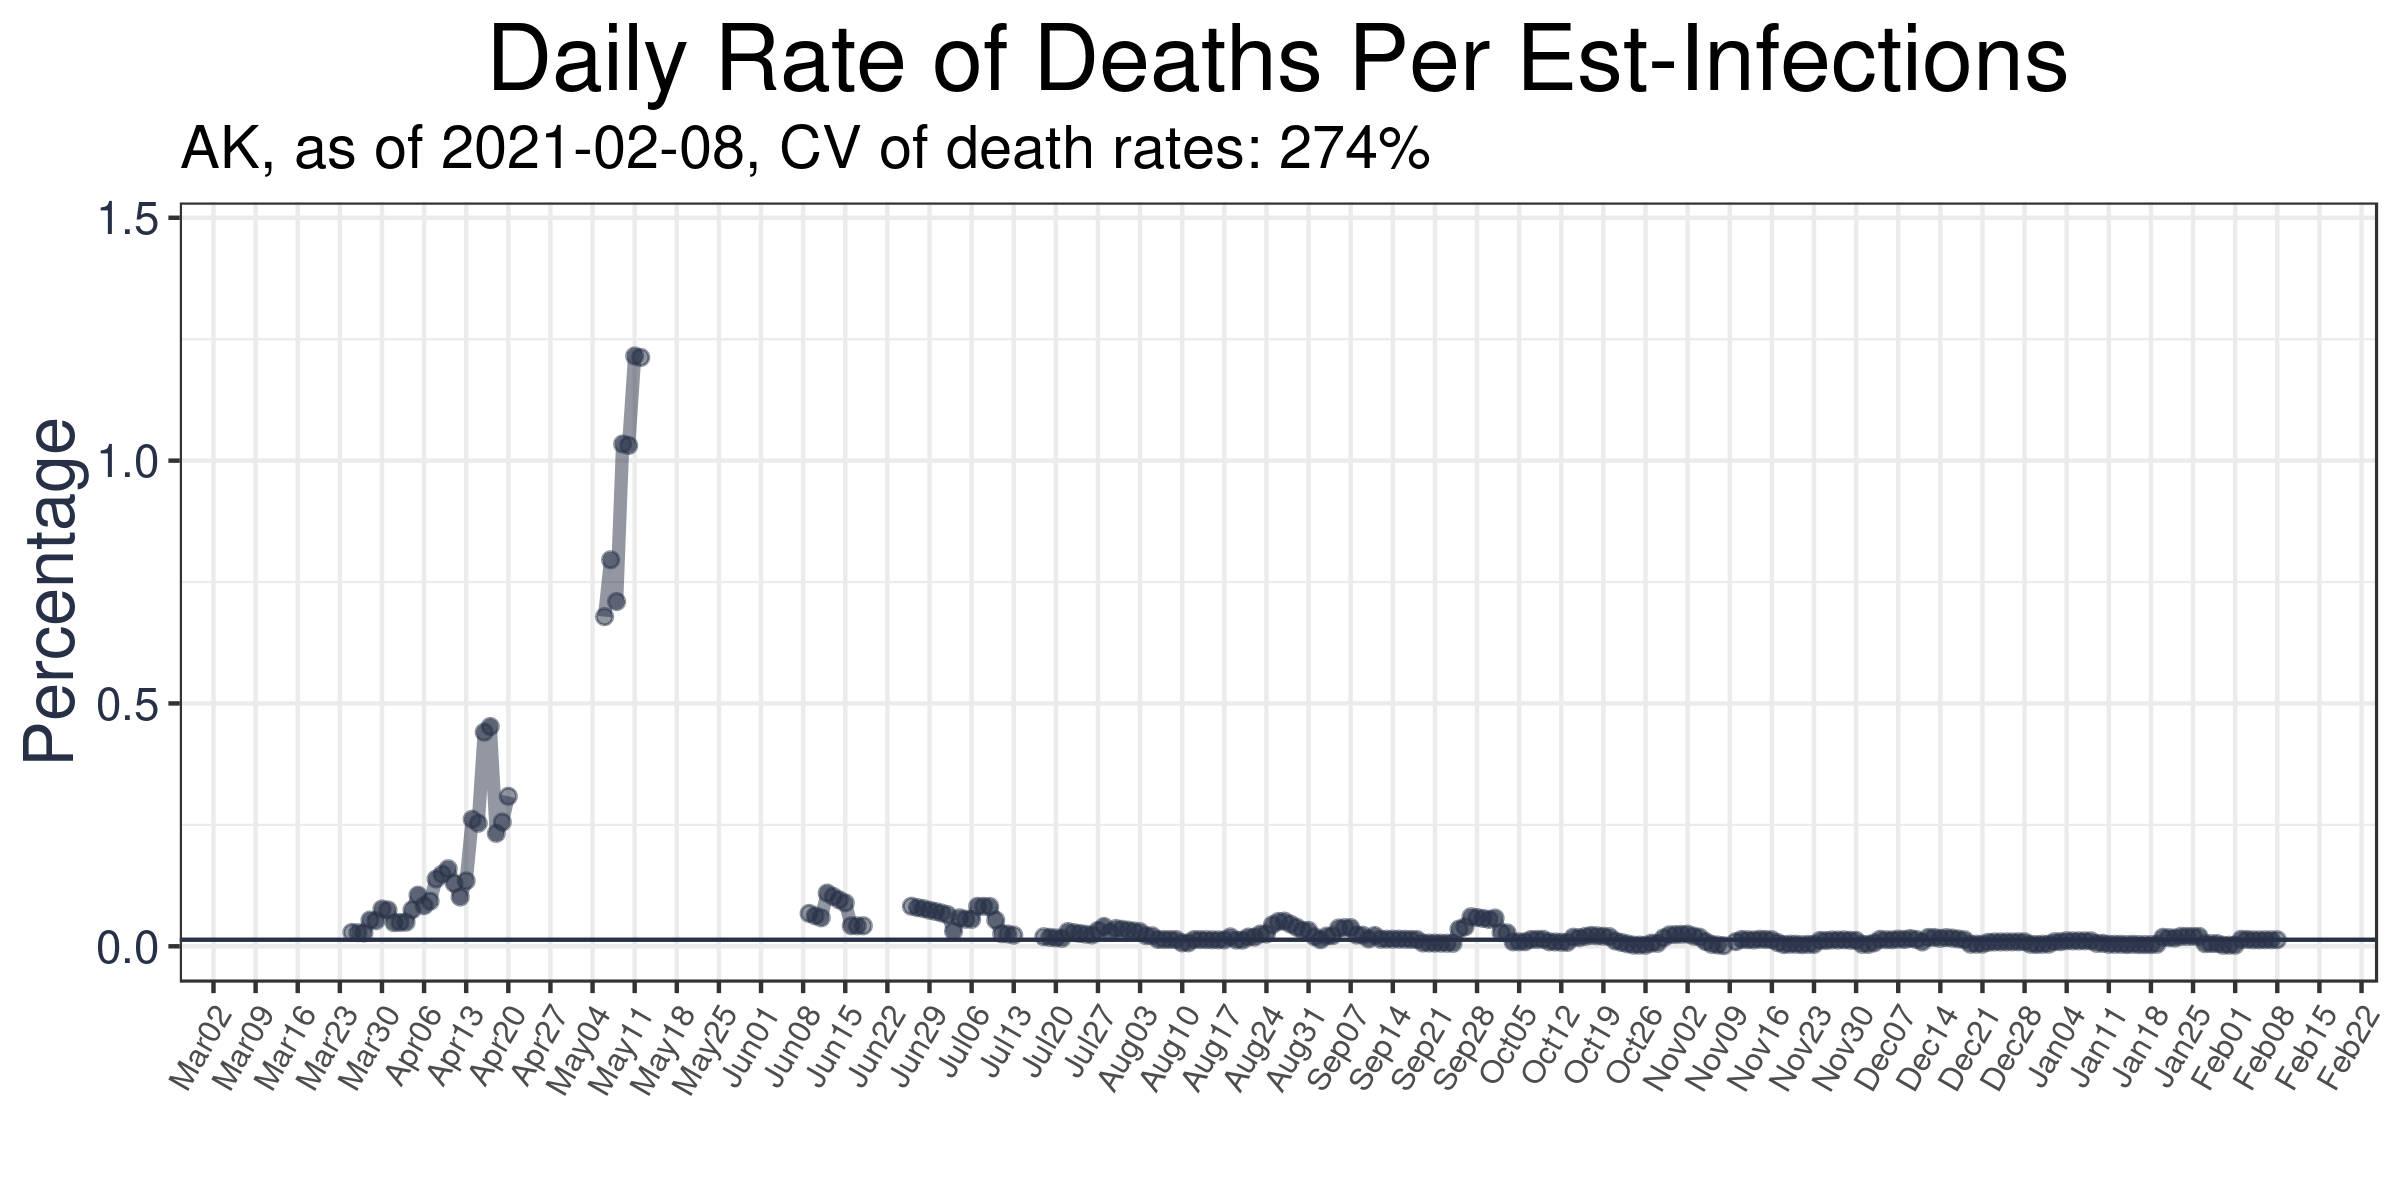 Daily Rate of Deaths Per Est-Infections
AK, as of 2021-02-08, CV of death rates: 274%
Percentage
1.5
1.0
0.5
0.0
Mar02
Mar09
Mar16
Mar23
Mar30
Apr06
Apr13
Apr20
Apr27
May04
May11
May18
May25
Jun01
Jun08
Jun15
Jun22
Jun29
Jul06
Jul13
Jul20
Jul27
Aug03
Aug10
Aug17
Aug24
Aug31
Sep07
Sep14
Sep21
Sep28
Oct05
Oct12
Oct19
Oct26
Nov02
Nov09
Nov16
Nov23
Nov30
Dec07
Dec14
Dec21
Dec28
Jan04
Jan11
Jan18
Jan25
Feb01
Feb08
Feb15
Feb22